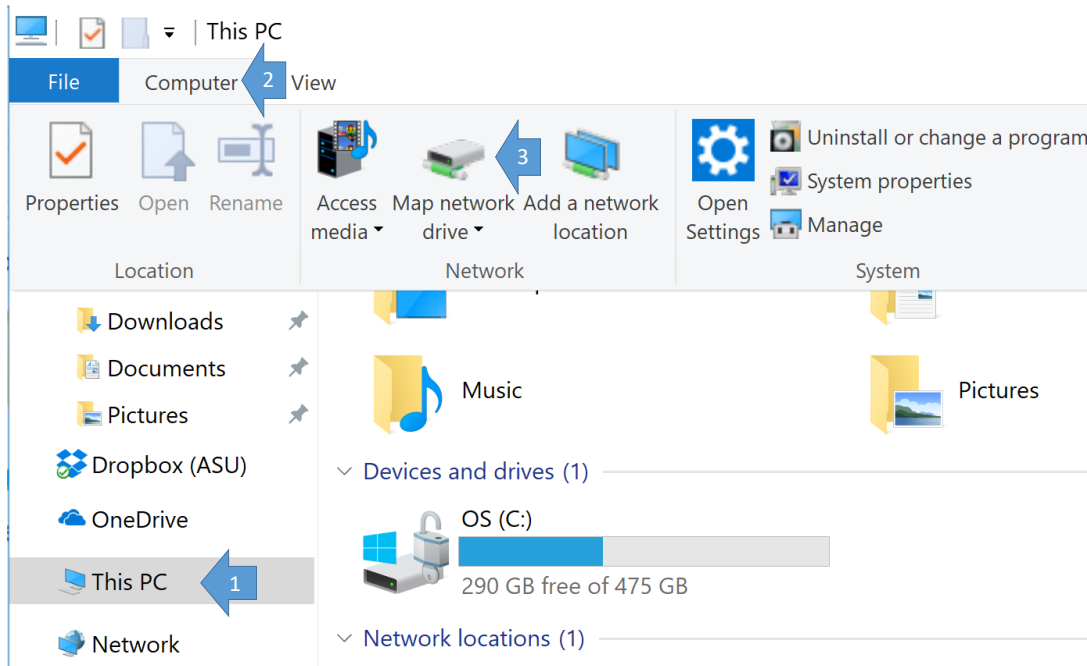 This PC
File
Computer
2
View
3
Properties
Open
Rename
Access
media
Map network
drive
Add a network
location
Open
Settings
Uninstall or change a program
System properties
Manage
Location
Network
System
Downloads
Documents
Pictures
Dropbox (ASU)
OneDrive
This PC
1
Network
Music
Pictures
Devices and drives (1)
OS (C:)
290 GB free of 475 GB
Network locations (1)